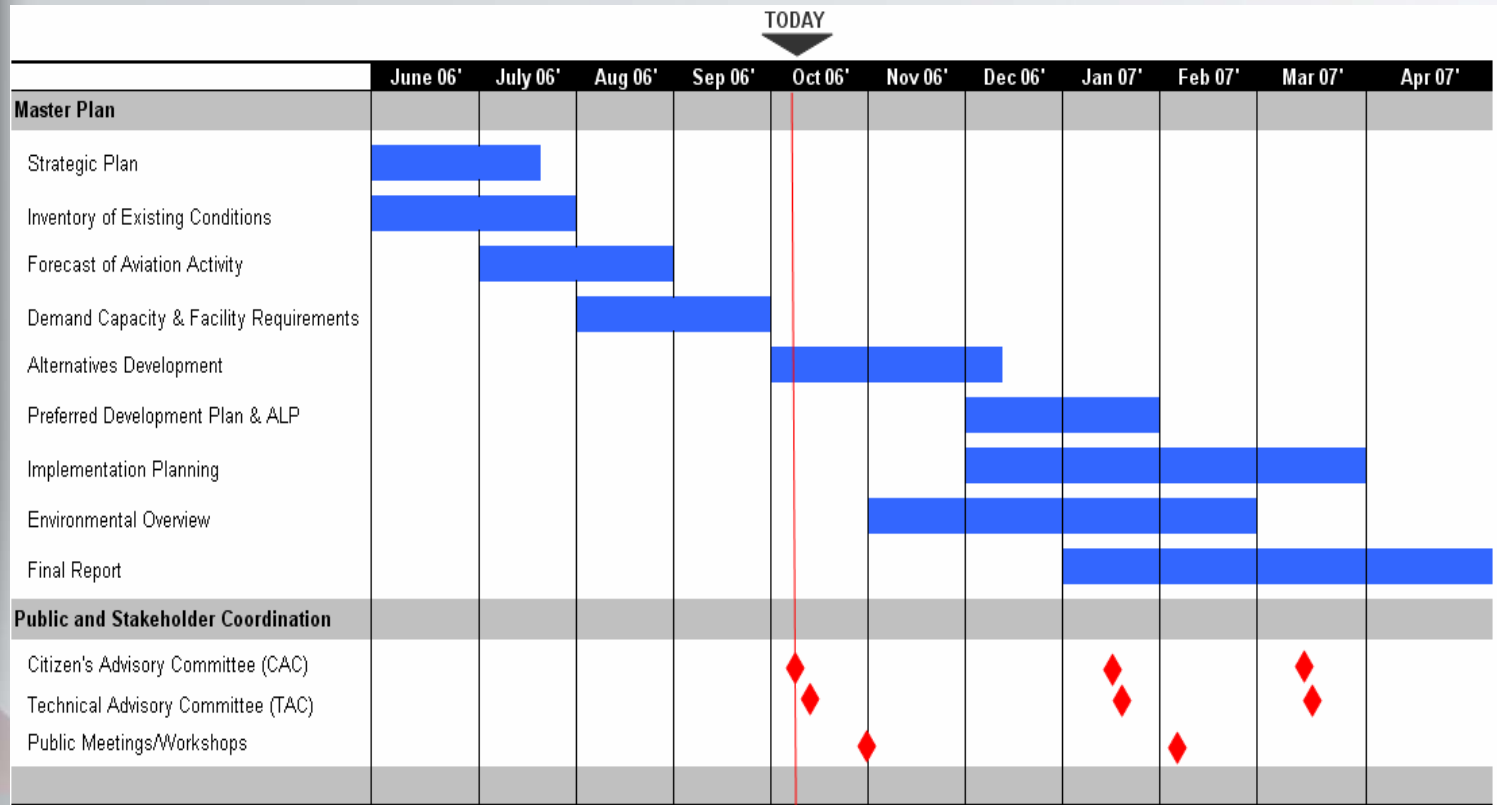 TODAY
June 06' July 06' Aug 06' Sep 06' Oct 06' Nov 06' Dec 06' Jan 07' Feb 07' Mar 07' Apr 07'
Master Plan
Strategic Plan
Inventory of Existing Conditions
Forecast of Aviation Activity
Demand Capacity & Facility Requirements
Alternatives Development
Preferred Development Plan & ALP
Implementation Planning
Environmental Overview
Final Report
Public and Stakeholder Coordination
Citizen's Advisory Committee (CAC)
Technical Advisory Committee (TAC)
Public Meetings/Workshops